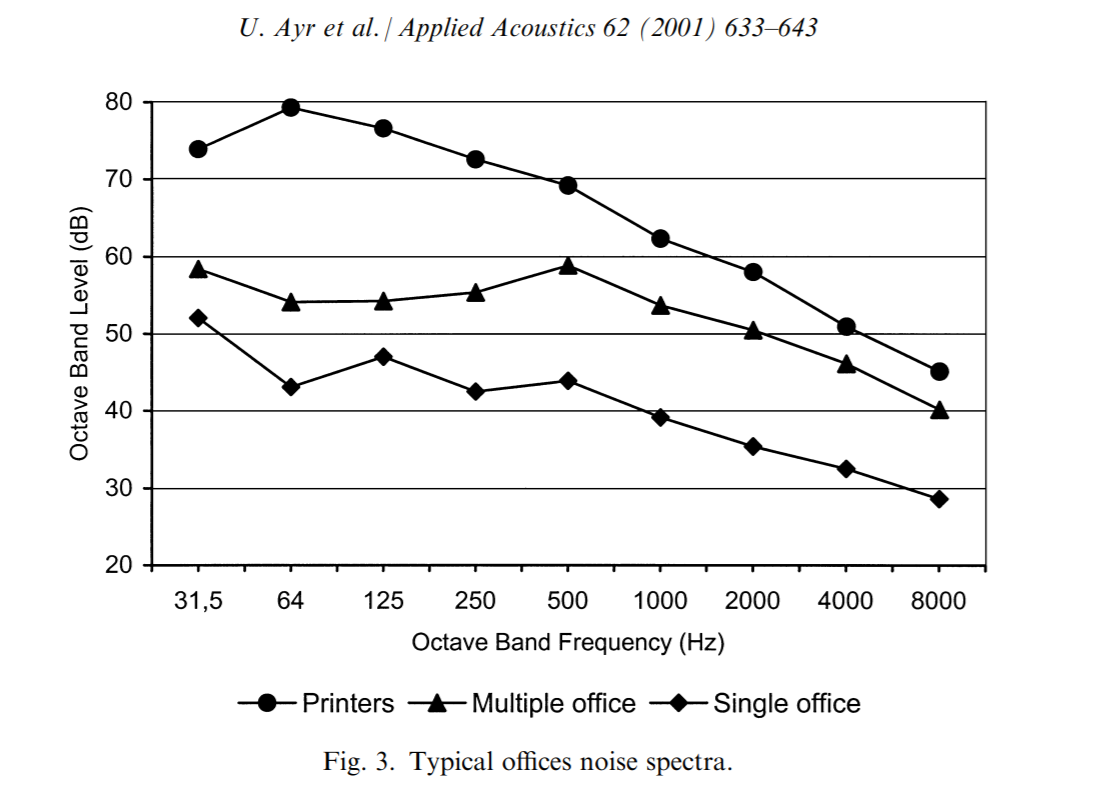 U. Ayr et al. / Applied Acoustics 62 (2001) 633–643
80
70
60
50
40
30
20
Octave Band Level (dB)
31,5 64 125 250 500 1000 2000 4000 8000
Octave Band Frequency (Hz)
Printers Multiple office Single office
Fig. 3. Typical offices noise spectra.